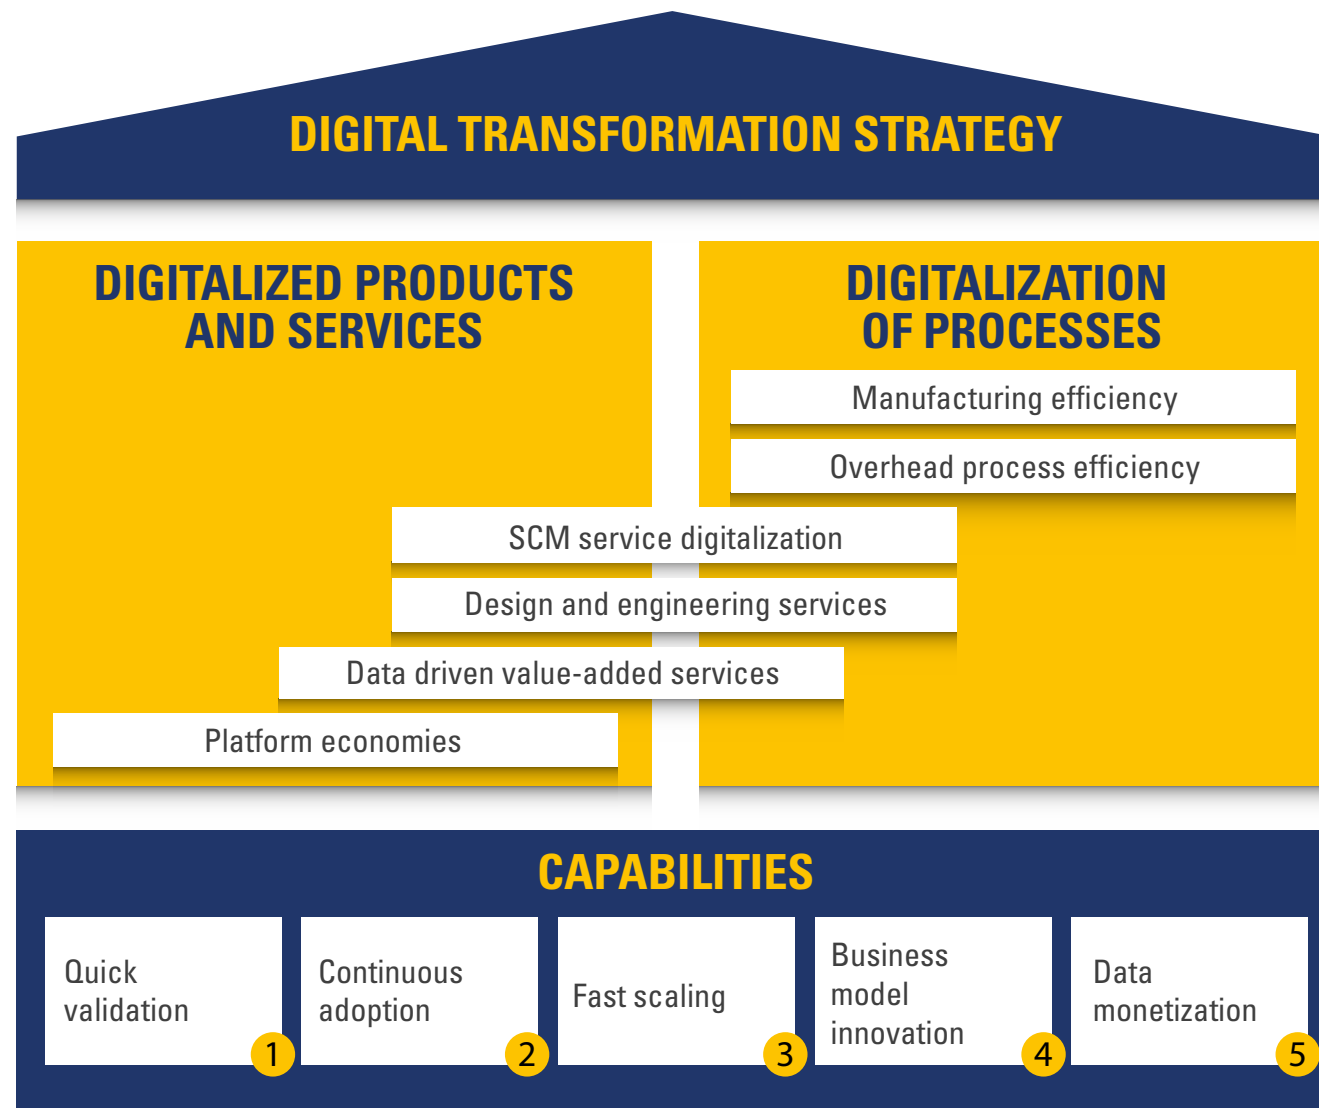 DIGITAL TRANSFORMATION STRATEGY
DIGITALIZED PRODUCTS
AND SERVICES
DIGITALIZATION
OF PROCESSES
Manufacturing efficiency
Overhead process efficiency
SCM service digitalization
Design and engineering services
Data driven value-added services
Platform economies
CAPABILITIES
Quick
validation
1
Continuous
adoption
2
Fast scaling
3
Business
model
innovation
4
Data
monetization
5